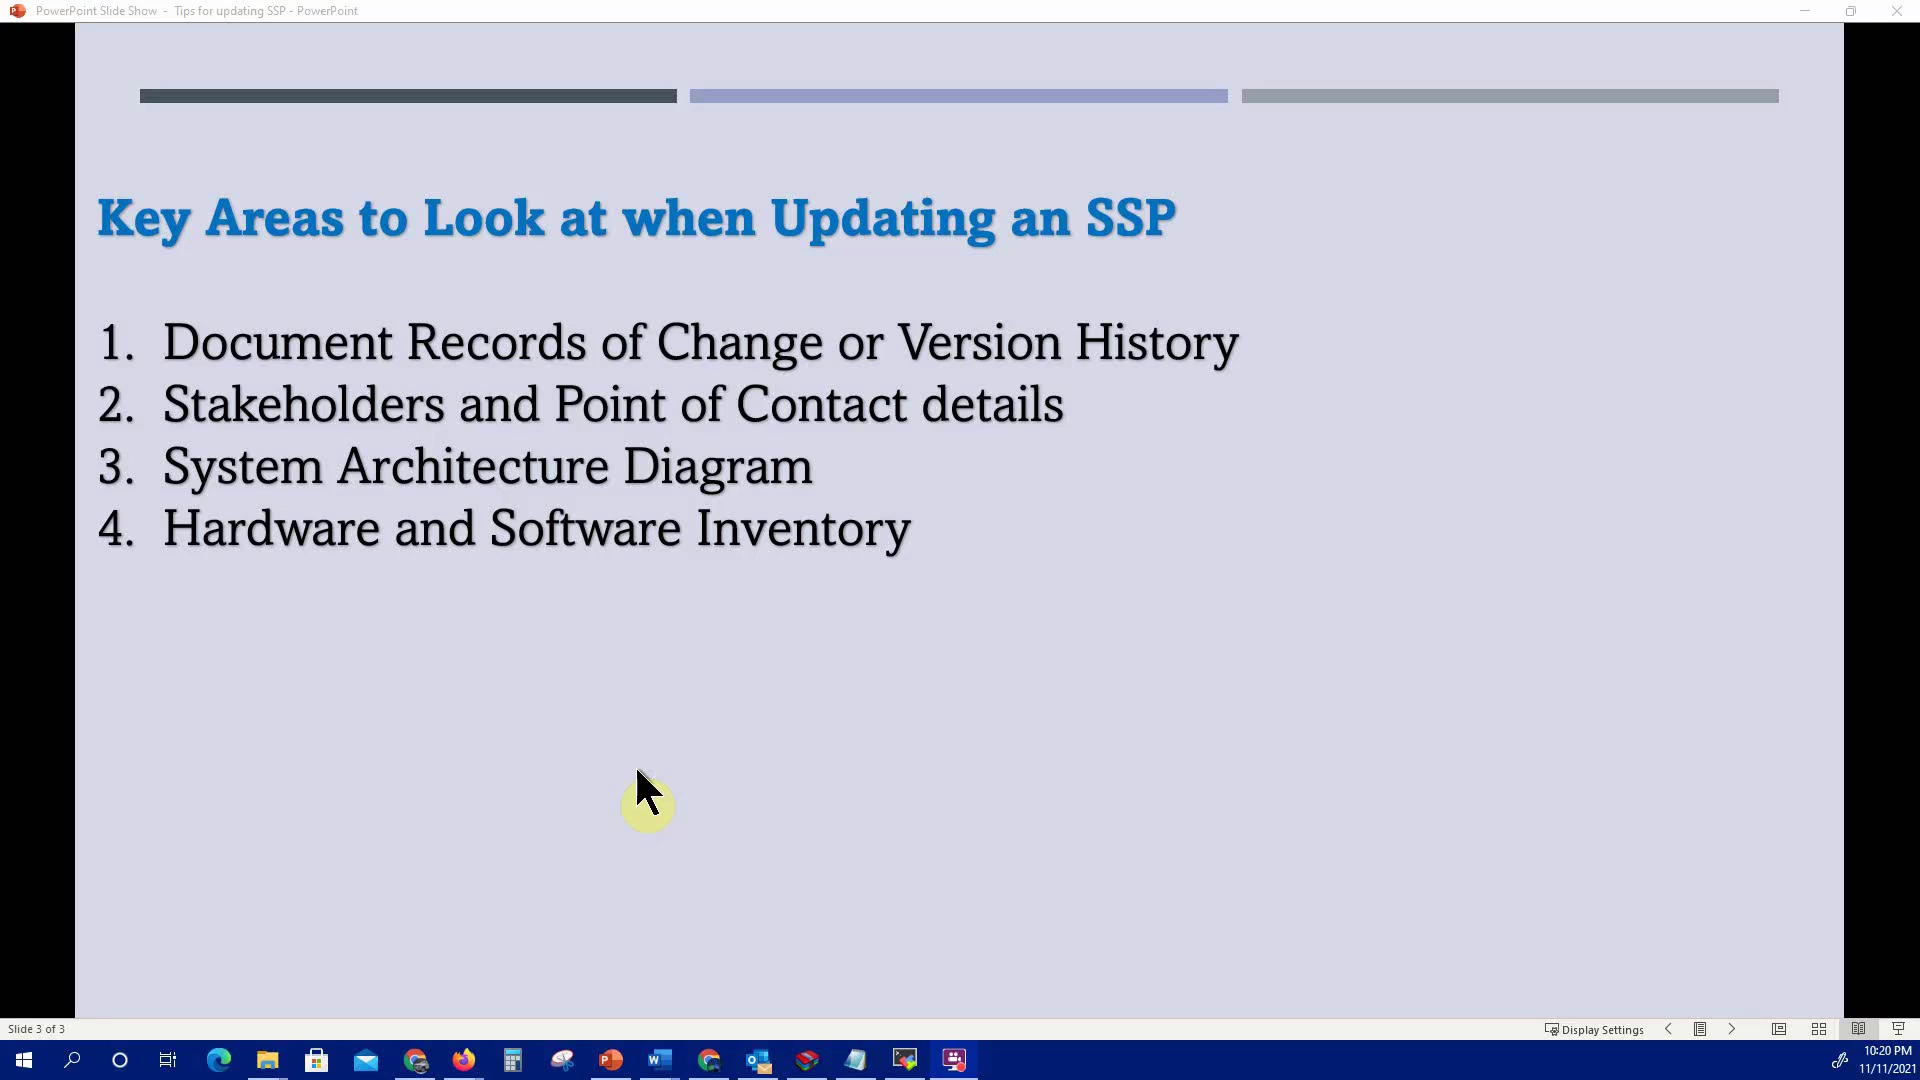 PowerPoint Slide Show - Tips for updating SSP - PowerPoint
Key Areas to Look at when Updating an SSP
1. Document Records of Change or Version History
2. Stakeholders and Point of Contact details
3. System Architecture Diagram
4. Hardware and Software Inventory
Slide 3 of 3
Display Settings
10:20 PM
11/11/2021